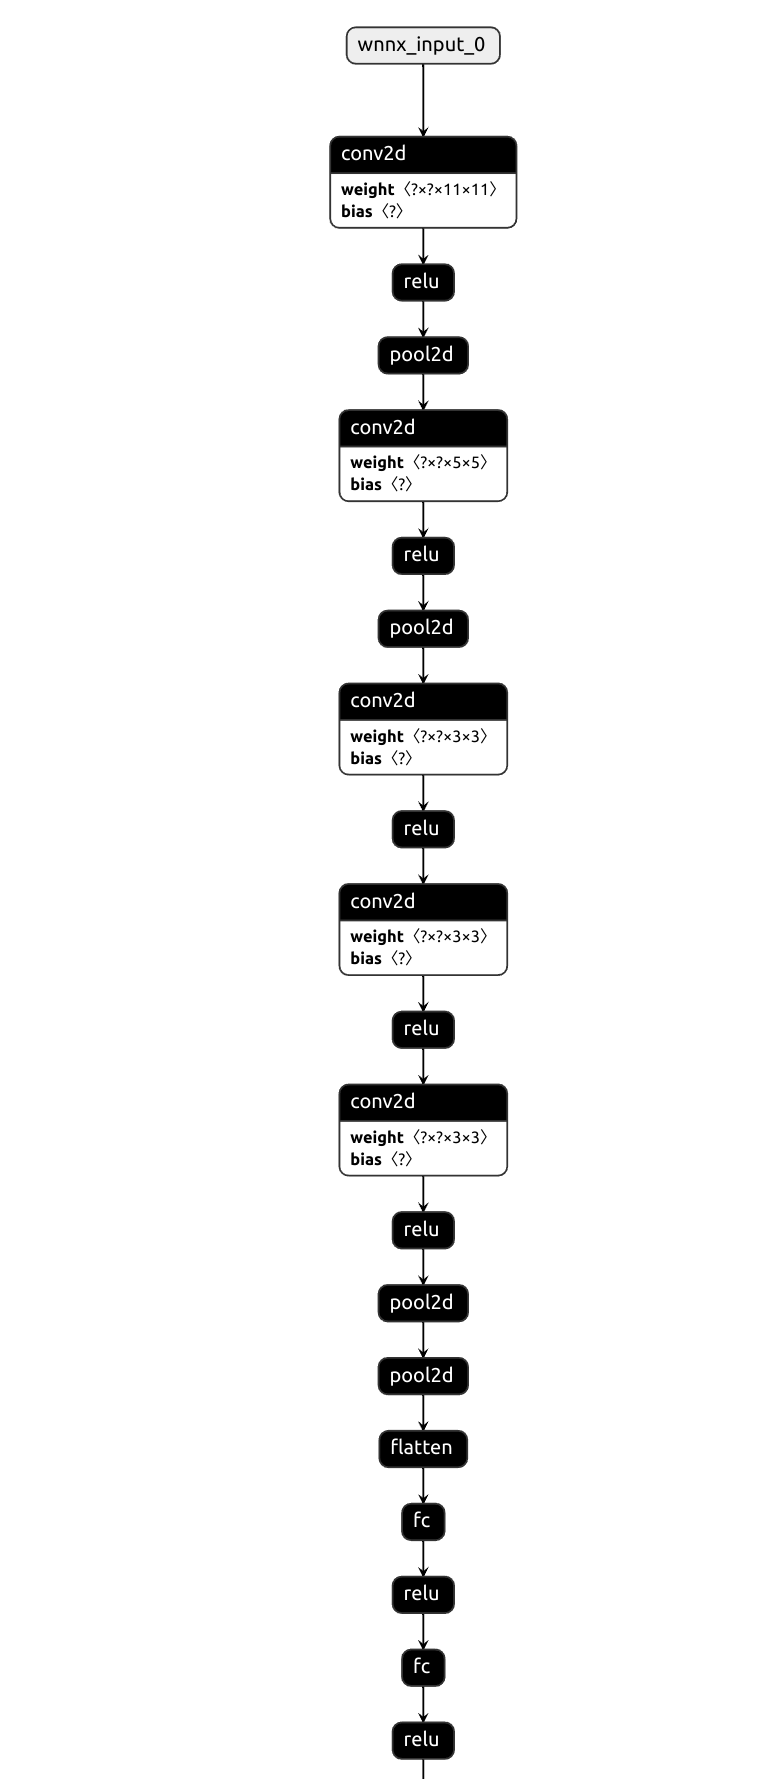 wnnx_input_0
conv2d
weight〈?×?×11×11〉
bias〈?〉
relu
pool2d
conv2d
weight〈?×?×5×5〉
bias〈?〉
relu
pool2d
conv2d
weight〈?×?×3×3〉
bias〈?〉
relu
conv2d
weight〈?×?×3×3〉
bias〈?〉
relu
conv2d
weight〈?×?×3×3〉
bias〈?〉
relu
pool2d
pool2d
flatten
fc
relu
fc
relu